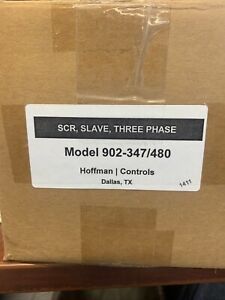 SCR, SLAVE, THREE PHASE
Model 902-347/480
Hoffman | Controls
Dallas, TX
1411